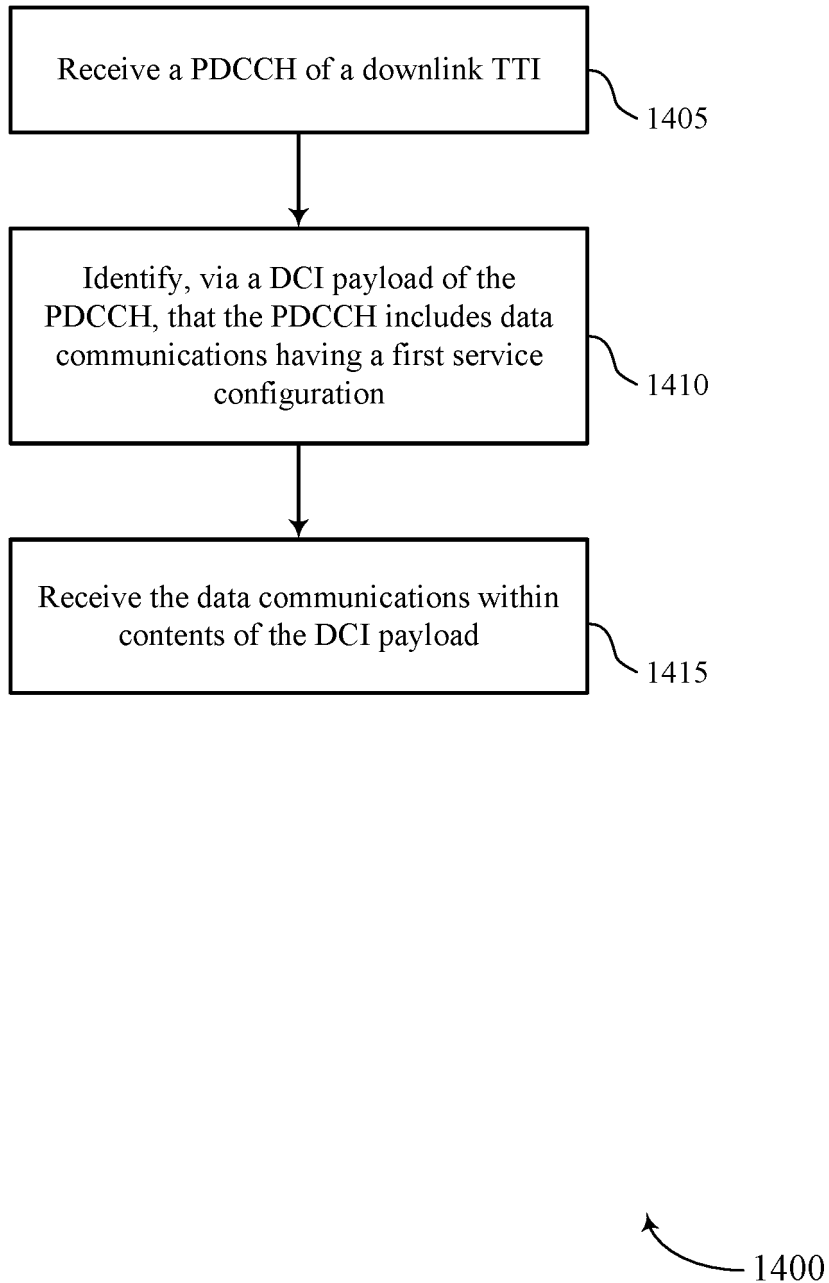 Receive a PDCCH of a downlink TTI
1405
Identify, via a DCI payload of the
PDCCH, that the PDCCH includes data
communications having a first service
configuration
1410
Receive the data communications within
contents of the DCI payload
1415
1400